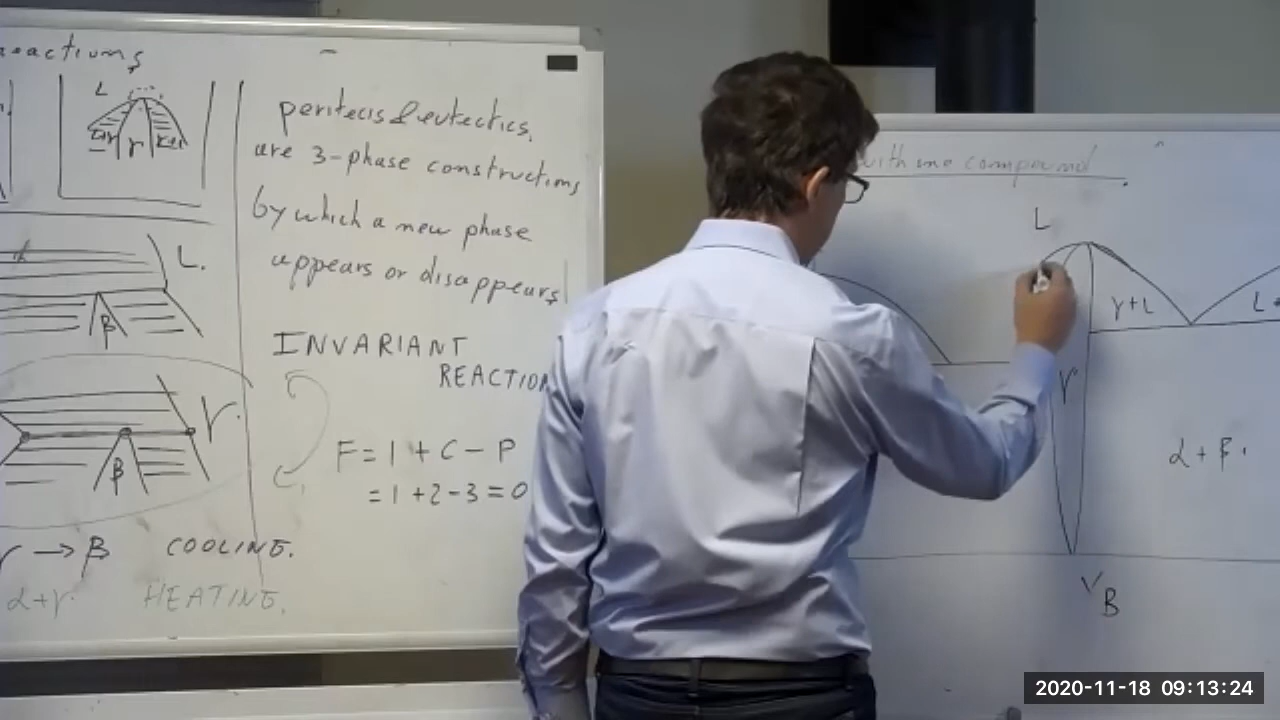 reactions
L
γ
L.
β
γ.
β
γ → β COOLING.
α+γ. HEATING.
peritecis & eutectics,
are 3-phase constructions
by which a new phase
appears or disappears
INVARIANT
REACTION
F = 1 + C - P
= 1 + 2 - 3 = 0
with one compound
L
γ+L
L
γ
α + β.
V B
2020-11-18 09:13:24